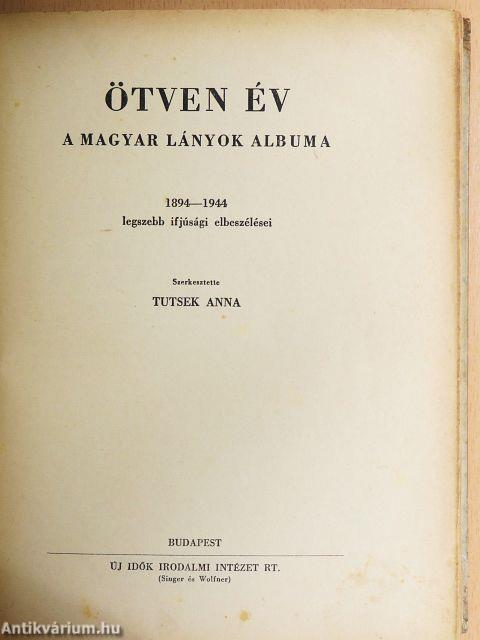 ÖTVEN ÉV
A MAGYAR LÁNYOK ALBUMA
1894—1944
legszebb ifjúsági elbeszélései
Szerkesztette
TUTSEK ANNA
BUDAPEST
ÚJ IDŐK IRODALMI INTÉZET RT.
(Singer és Wolfner)
Antikvárium.hu